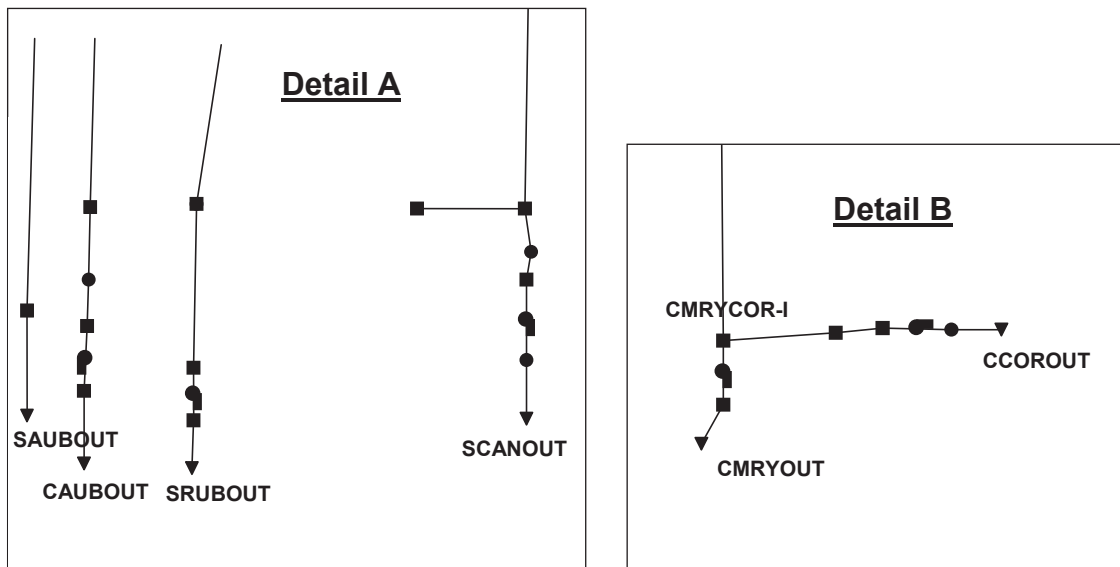 Detail A
SAUBOUT
CAUBOUT
SRUBOUT
SCANOUT
Detail B
CMRYCOR-I
CCOROUT
CMRYOUT